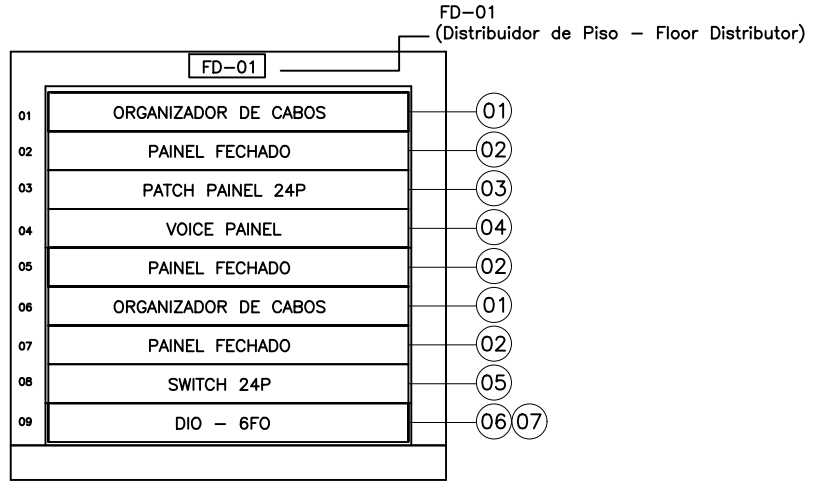 FD-01
(Distribuidor de Piso - Floor Distributor)
FD-01
01 ORGANIZADOR DE CABOS 01
02 PAINEL FECHADO 02
03 PATCH PAINEL 24P 03
04 VOICE PAINEL 04
05 PAINEL FECHADO 02
06 ORGANIZADOR DE CABOS 01
07 PAINEL FECHADO 02
08 SWITCH 24P 05
09 DIO - 6FO 06 07